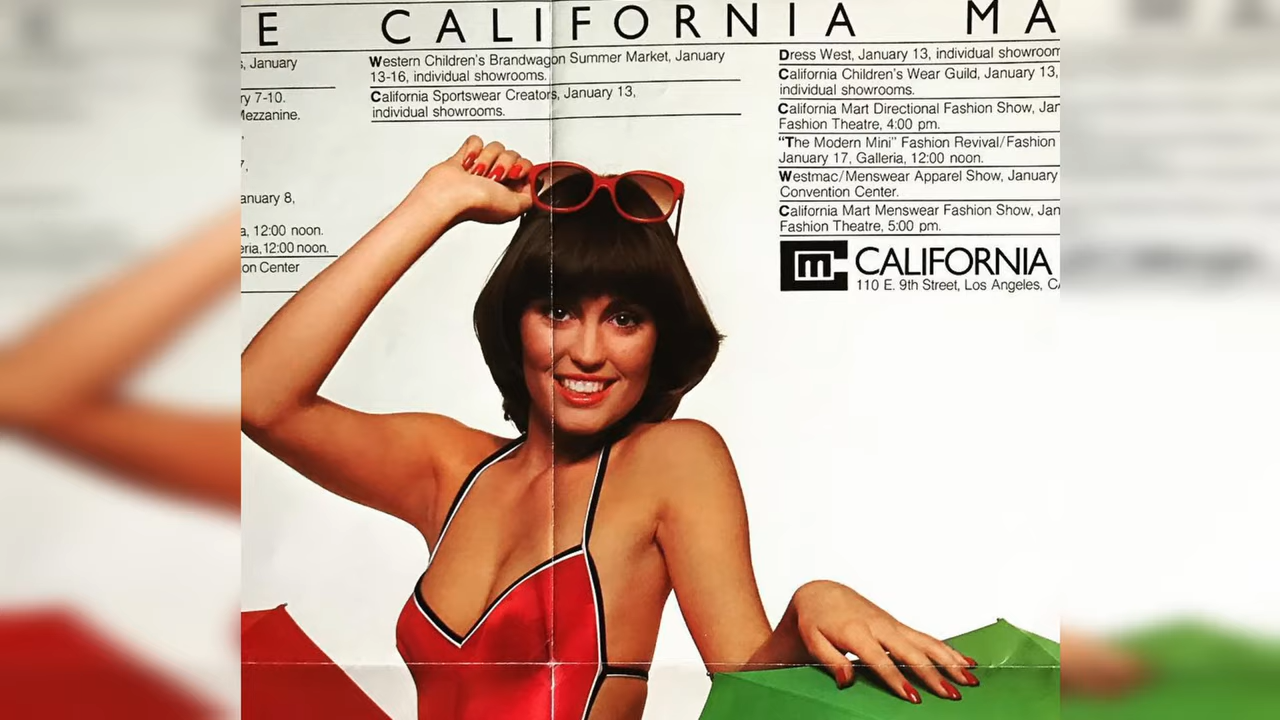 E CALIFORNIA MA
, January
ry 7-10.
Mezzanine.
anuary 8,
a, 12:00 noon.
eria, 12:00 noon.
on Center
Western Children's Brandwagon Summer Market, January
13-16, individual showrooms.
California Sportswear Creators, January 13,
individual showrooms.
Dress West, January 13, individual showroom
California Children's Wear Guild, January 13,
individual showrooms.
California Mart Directional Fashion Show, Jan
Fashion Theatre, 4:00 pm.
"The Modern Mini" Fashion Revival/Fashion
January 17, Galleria, 12:00 noon.
Westmac/Menswear Apparel Show, January
Convention Center.
California Mart Menswear Fashion Show, Jan
Fashion Theatre, 5:00 pm.
CALIFORNIA
110 E. 9th Street, Los Angeles, CA